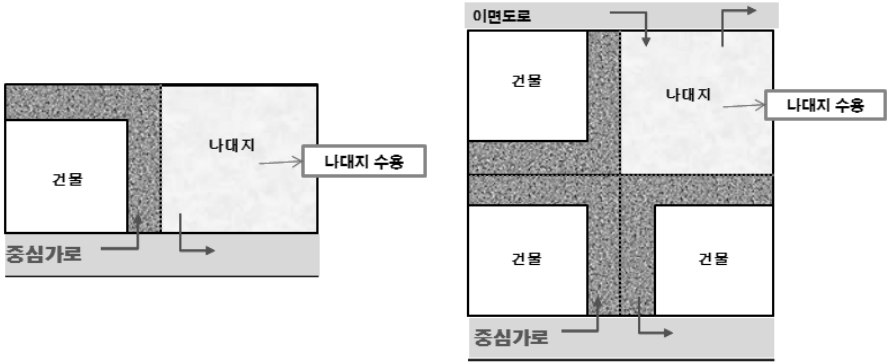 건물
나대지
나대지 수용
중심가로
이면도로
건물
나대지
나대지 수용
건물
건물
중심가로